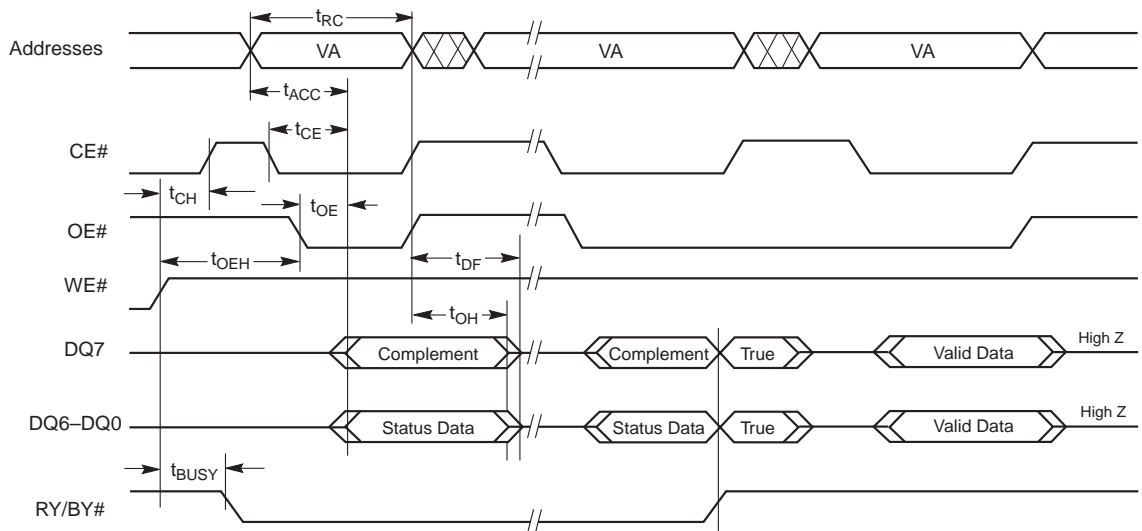 tRC
Addresses VA VA VA
tACC
tCE
CE#
tCH tOE
OE#
tOEH tDF
WE#
tOH
DQ7 Complement Complement True Valid Data High Z
DQ6–DQ0 Status Data Status Data True Valid Data High Z
tBUSY
RY/BY#